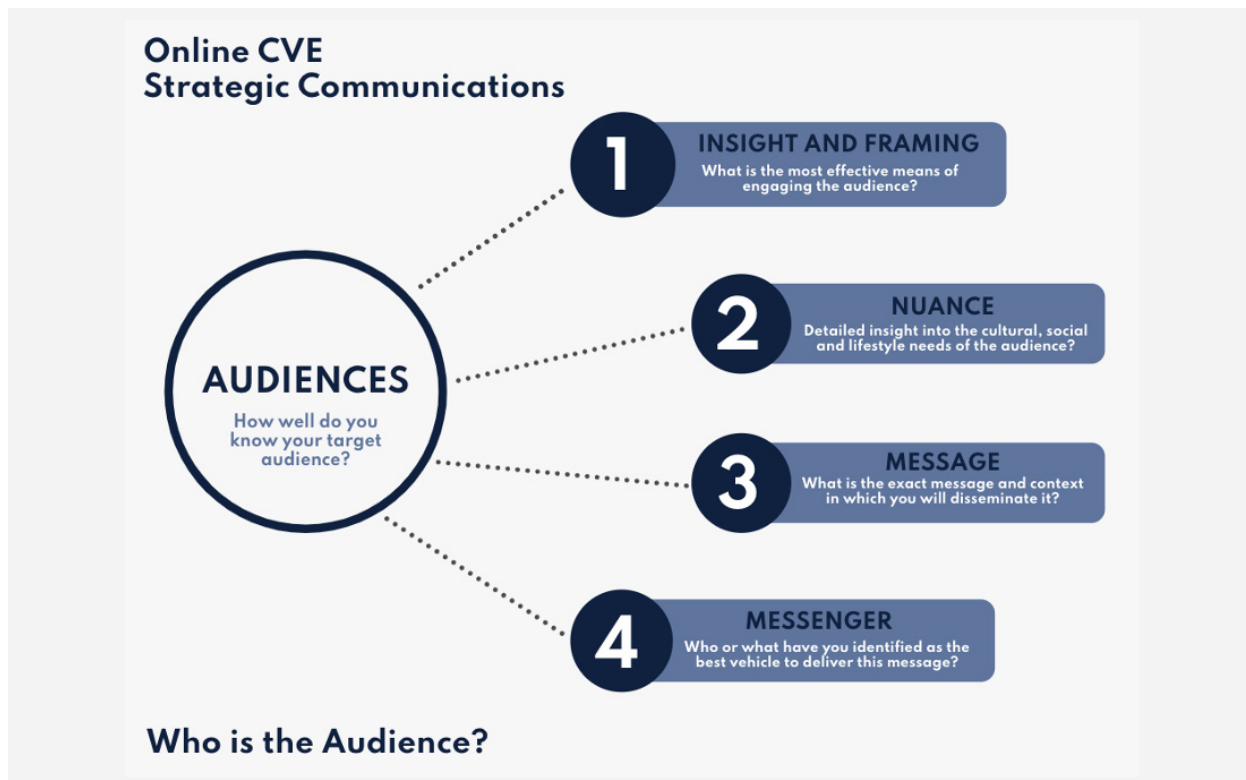 Online CVE
Strategic Communications
1
INSIGHT AND FRAMING
What is the most effective means of
engaging the audience?
2
NUANCE
Detailed insight into the cultural, social
and lifestyle needs of the audience?
AUDIENCES
How well do you
know your target
audience?
3
MESSAGE
What is the exact message and context
in which you will disseminate it?
4
MESSENGER
Who or what have you identified as the
best vehicle to deliver this message?
Who is the Audience?